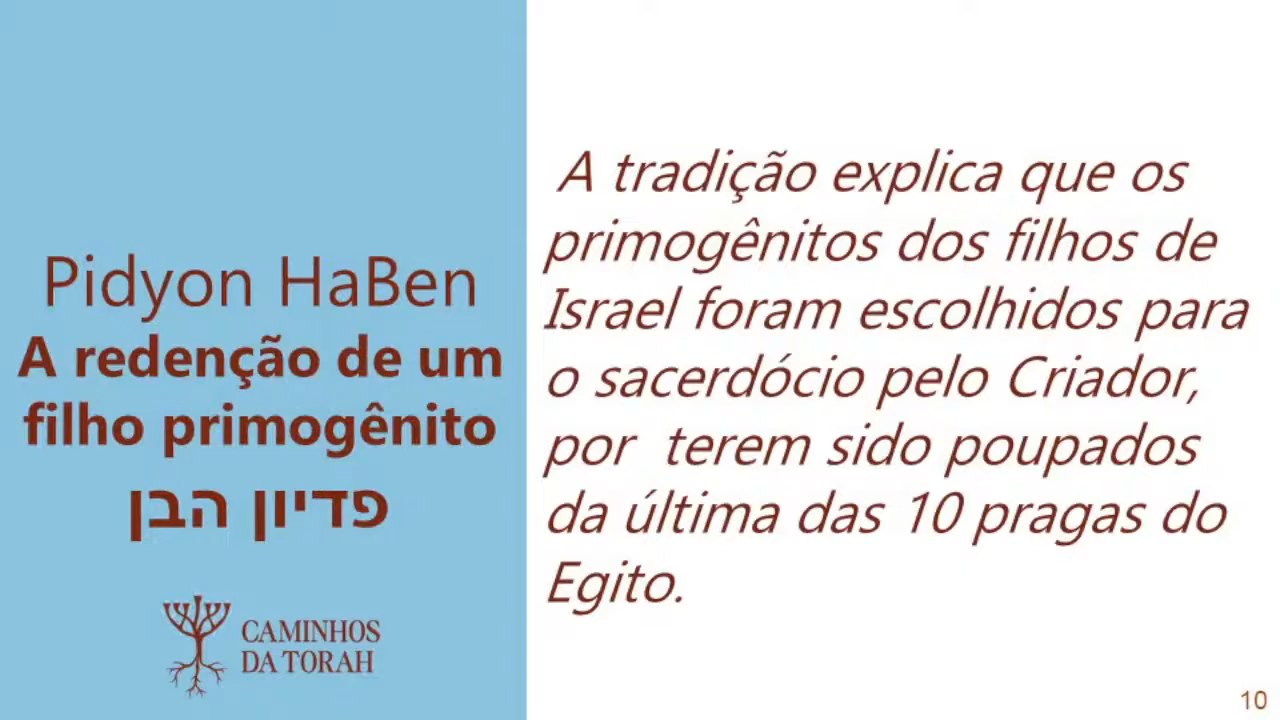 Pidyon HaBen
A redenção de um
filho primogênito
פדיון הבן
CAMINHOS
DA TORAH
A tradição explica que os
primogênitos dos filhos de
Israel foram escolhidos para
o sacerdócio pelo Criador,
por  terem sido poupados
da última das 10 pragas do
Egito.
10